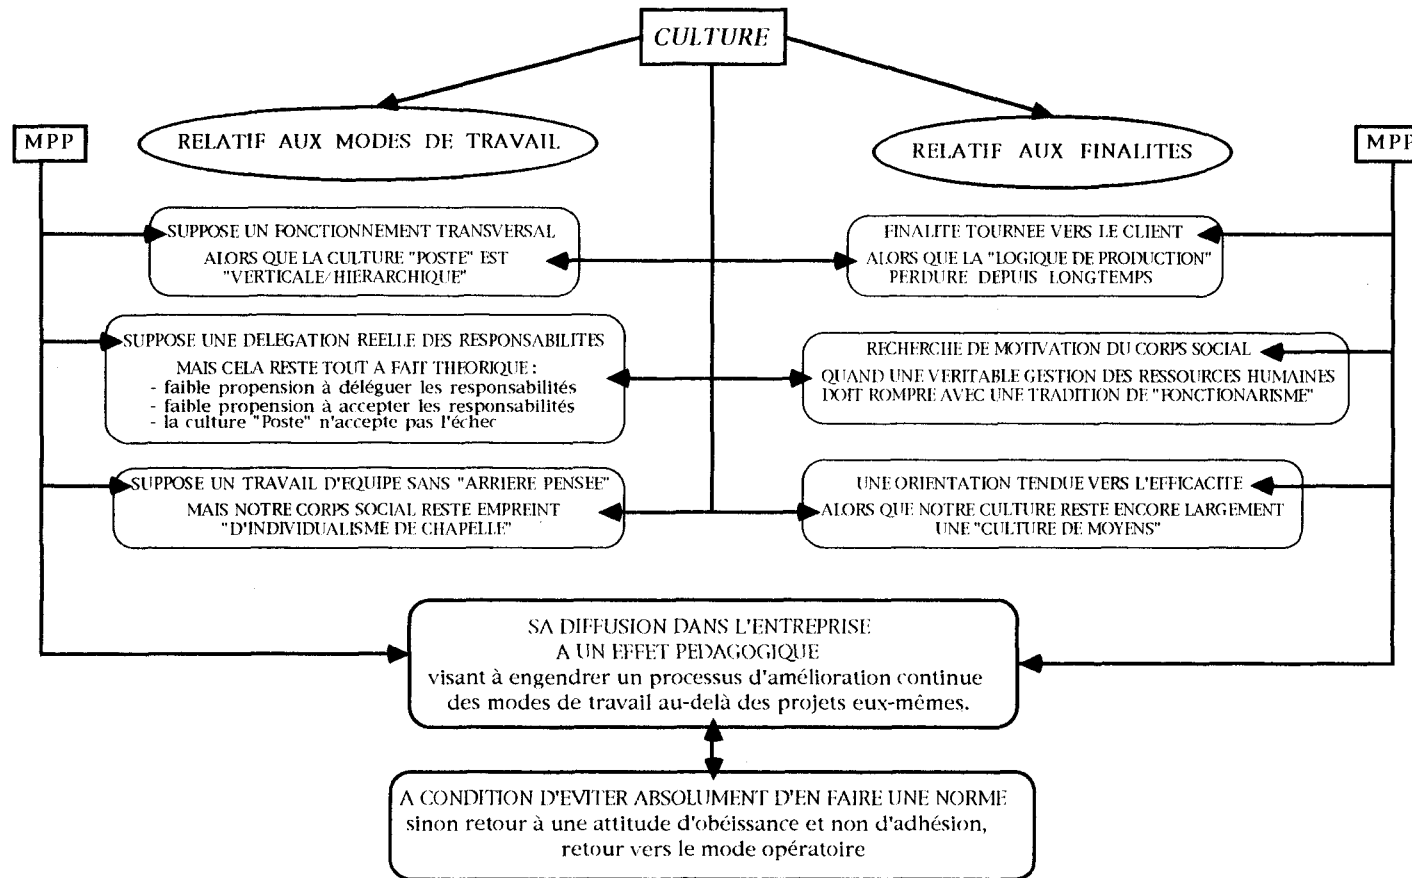 CULTURE
MPP
RELATIF AUX MODES DE TRAVAIL
RELATIF AUX FINALITES
MPP
SUPPOSE UN FONCTIONNEMENT TRANSVERSAL
ALORS QUE LA CULTURE "POSTE" EST
"VERTICALE/HIERARCHIQUE"
FINALITE TOURNEE VERS LE CLIENT
ALORS QUE LA "LOGIQUE DE PRODUCTION"
PERDURE DEPUIS LONGTEMPS
SUPPOSE UNE DELEGATION REELLE DES RESPONSABILITES
MAIS CELA RESTE TOUT A FAIT THEORIQUE :
- faible propension à déléguer les responsabilités
- faible propension à accepter les responsabilités
- la culture "Poste" n'accepte pas l'écher
RECHERCHE DE MOTIVATION DU CORPS SOCIAL
QUAND UNE VERITABLE GESTION DES RESSOURCES HUMAINES
DOIT ROMPRE AVEC UNE TRADITION DE "FONCTIONARISME"
SUPPOSE UN TRAVAIL D'EQUIPE SANS "ARRIERE PENSEE"
MAIS NOTRE CORPS SOCIAL RESTE EMPREINT
"D'INDIVIDUALISME DE CHAPELLE"
UNE ORIENTATION TENDUE VERS L'EFFICACITE
ALORS QUE NOTRE CULTURE RESTE ENCORE LARGEMENT
UNE "CULTURE DE MOYENS"
SA DIFFUSION DANS L'ENTREPRISE
A UN EFFET PEDAGOGIQUE
visant à engendrer un processus d'amélioration continue
des modes de travail au-delà des projets eux-mêmes.
A CONDITION D'EVITER ABSOLUMENT D'EN FAIRE UNE NORME
sinon retour à une attitude d'obéissance et non d'adhésion,
retour vers le mode opératoire